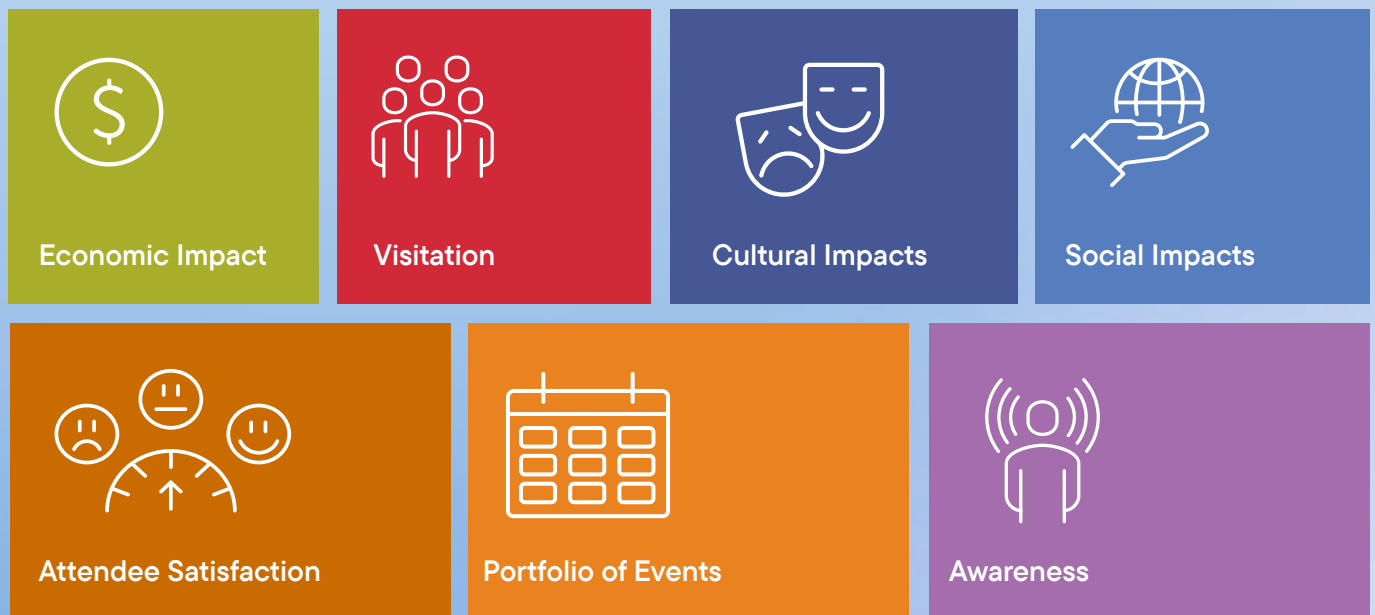 Economic Impact
Visitation
Cultural Impacts
Social Impacts
Attendee Satisfaction
Portfolio of Events
Awareness